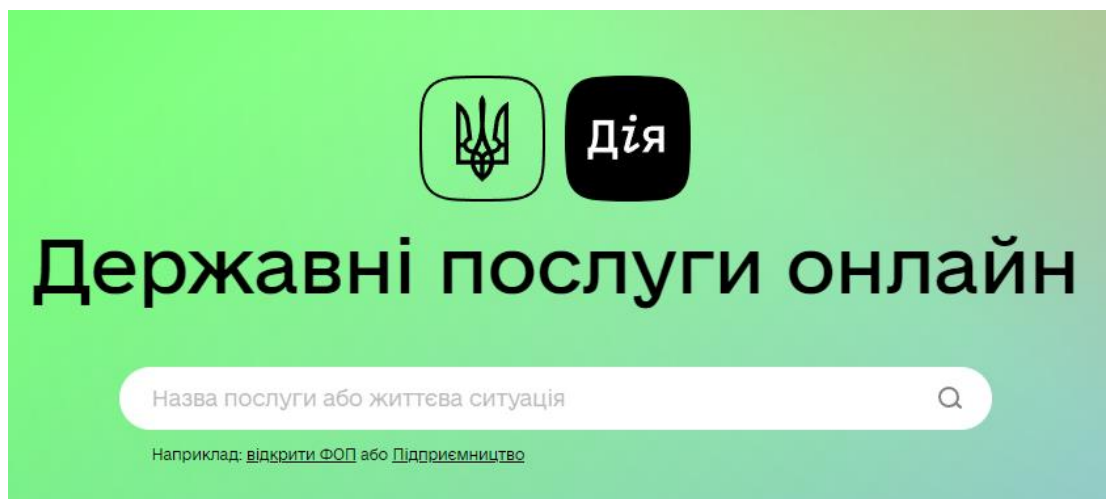 Дія
Державні послуги онлайн
Назва послуги або життєва ситуація
Наприклад: відкрити ФОП або Підприємництво